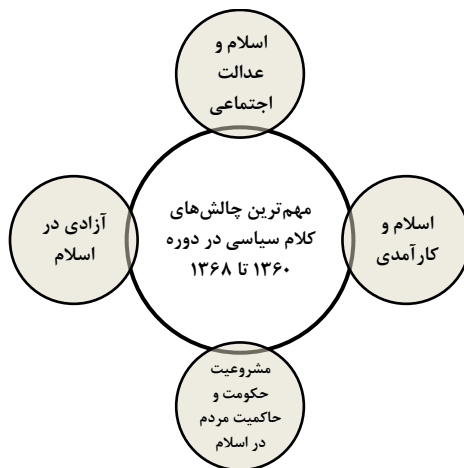 اسلام و
عدالت
اجتماعی
مهم‌ترین چالش‌های
کلام سیاسی در دوره
۱۳۶۰ تا ۱۳۶۸
اسلام و
کارآمدی
آزادی در
اسلام
مشروعیت
حکومت و
حاکمیت مردم
در اسلام